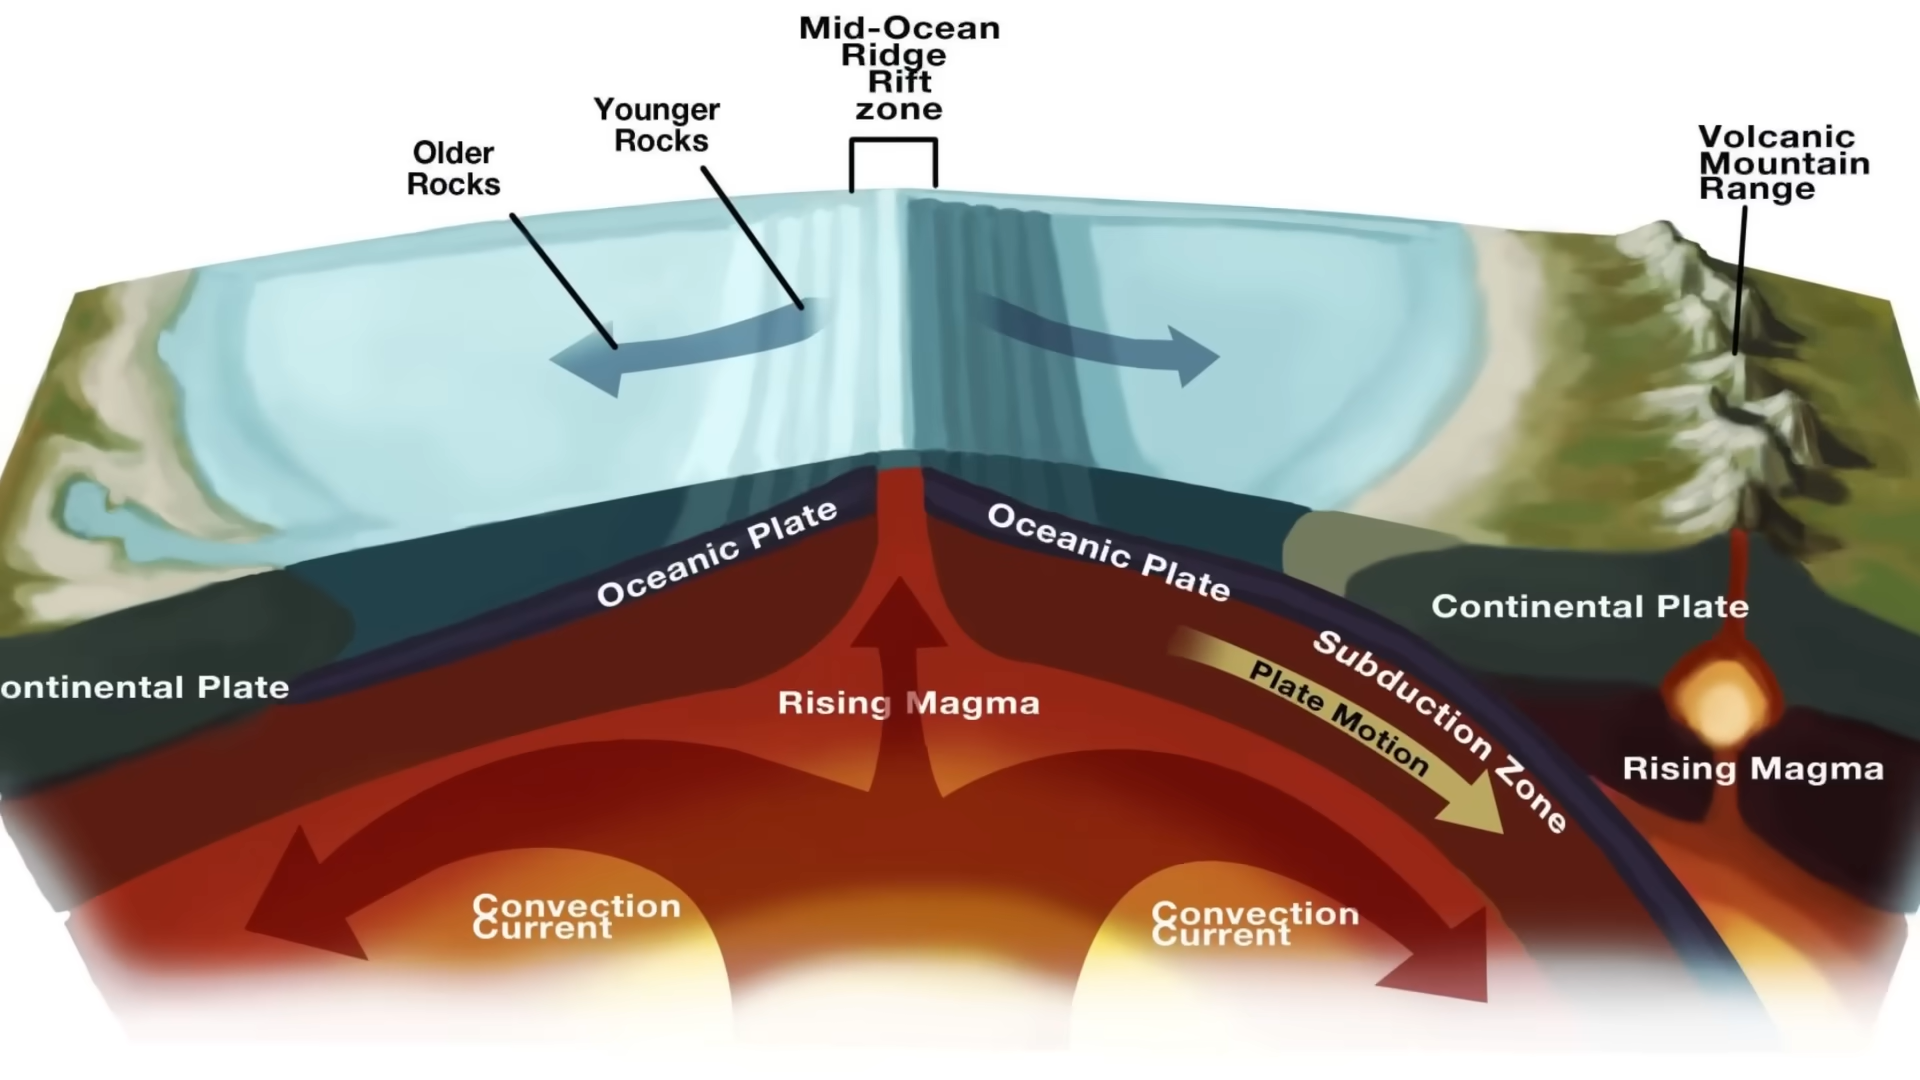 Mid-Ocean
Ridge
Rift
zone
Younger
Rocks
Older
Rocks
Volcanic
Mountain
Range
Oceanic Plate
Oceanic Plate
Continental Plate
Subduction Zone
Plate Motion
ontinental Plate
Rising Magma
Rising Magma
Convection
Current
Convection
Current